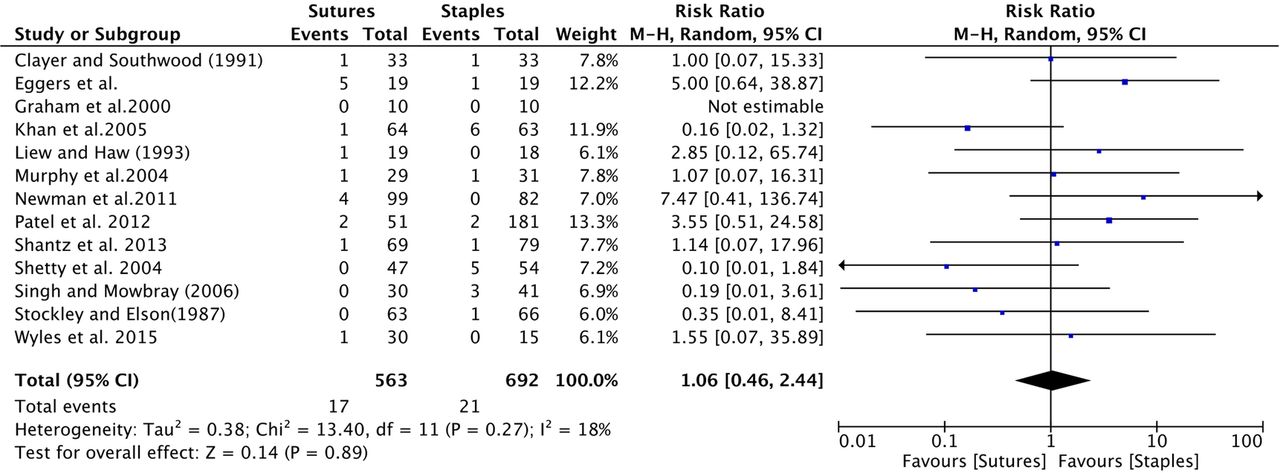 Sutures Staples Risk Ratio Risk Ratio
Study or Subgroup Events Total Events Total Weight M-H, Random, 95% CI M-H, Random, 95% CI
Clayer and Southwood (1991) 1 33 1 33 7.8% 1.00 [0.07, 15.33]
Eggers et al. 5 19 1 19 12.2% 5.00 [0.64, 38.87]
Graham et al.2000 0 10 0 10 Not estimable
Khan et al.2005 1 64 6 63 11.9% 0.16 [0.02, 1.32]
Liew and Haw (1993) 1 19 0 18 6.1% 2.85 [0.12, 65.74]
Murphy et.2004 1 29 1 31 7.8% 1.07 [0.07, 16.31]
Newman et.2011 4 99 0 82 7.0% 7.47 [0.41, 136.74]
Patel et al. 2012 2 51 2 181 13.3% 3.55 [0.51, 24.58]
Shantz et al. 2013 1 69 1 79 7.7% 1.14 [0.07, 17.96]
Shetty et al. 2004 0 47 5 54 7.2% 0.10 [0.01, 1.84]
Singh and Mowbray (2006) 0 30 3 41 6.9% 0.19 [0.01, 3.61]
Stockley and Elson(1987) 0 63 1 66 6.0% 0.35 [0.01, 8.41]
Wyles et al. 2015 1 30 0 15 6.1% 1.55 [0.07, 35.89]
Total (95% CI) 563 692 100.0% 1.06 [0.46, 2.44]
Total events 17 21
Heterogeneity: Tau² = 0.38; Chi² = 13.40, df = 11 (P = 0.27); I² = 18%
Test for overall effect: Z = 0.14 (P = 0.89)
0.01 0.1 1 10 100
Favours [Sutures] Favours [Staples]